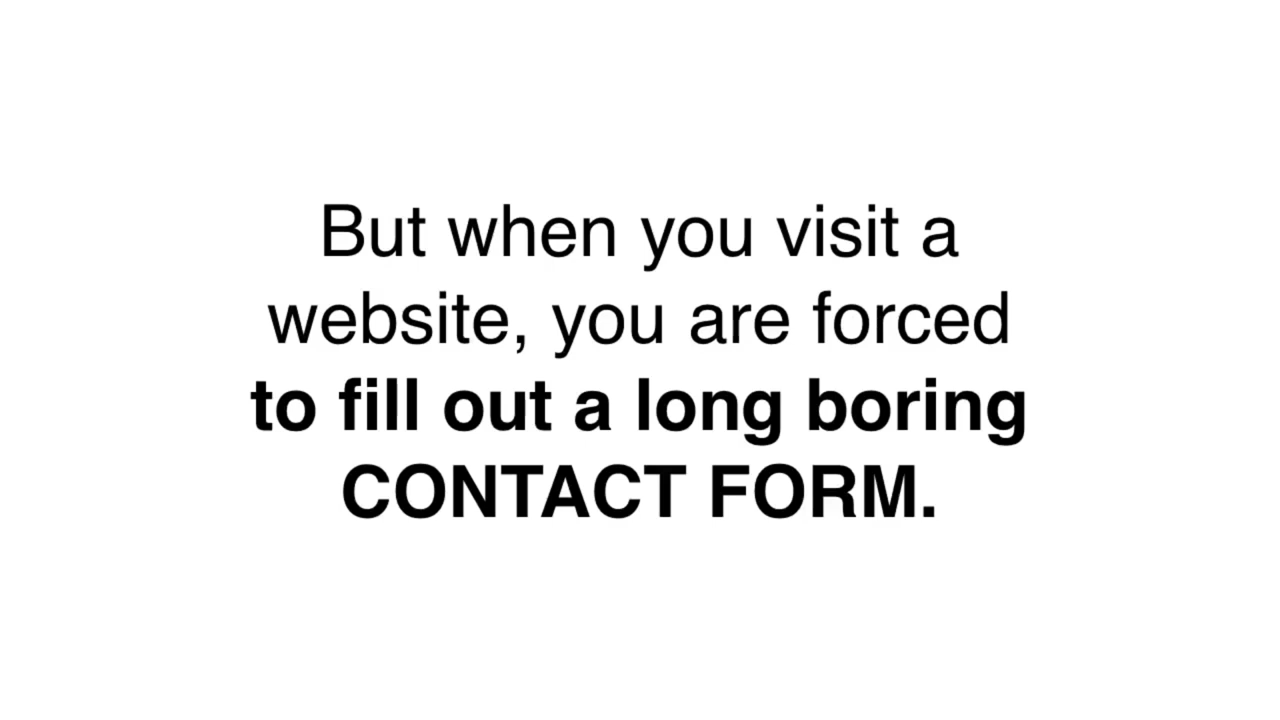 But when you visit a
website, you are forced
to fill out a long boring
CONTACT FORM.